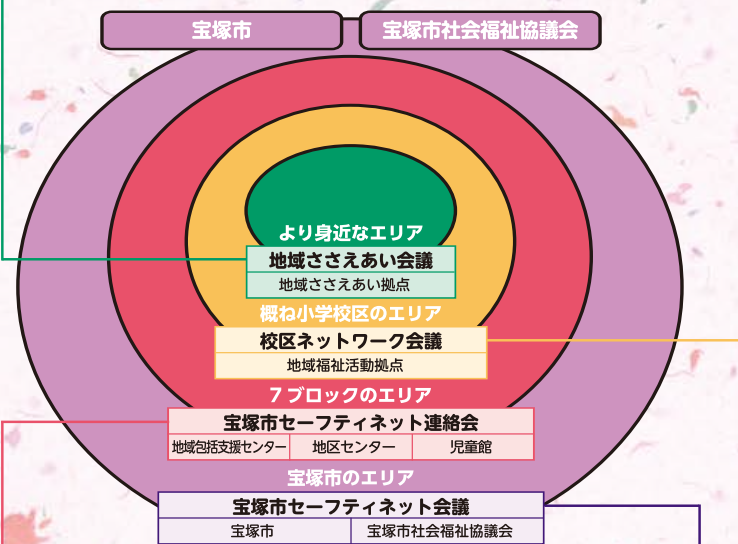 宝塚市 宝塚市社会福祉協議会
より身近なエリア
地域ささえあい会議
地域ささえあい拠点
概ね小学校区のエリア
校区ネットワーク会議
地域福祉活動拠点
7ブロックのエリア
宝塚市セーフティネット連絡会
地域包括支援センター 地区センター 児童館
宝塚市のエリア
宝塚市セーフティネット会議
宝塚市 宝塚市社会福祉協議会